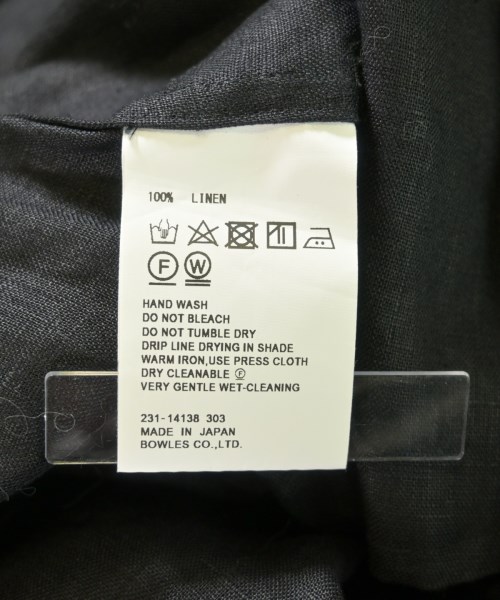 100% LINEN
F W
HAND WASH
DO NOT BLEACH
DO NOT TUMBLE DRY
DRIP LINE DRYING IN SHADE
WARM IRON,USE PRESS CLOTH
DRY CLEANABLE Ⓕ
VERY GENTLE WET-CLEANING
231-14138 303
MADE IN JAPAN
BOWLES CO.,LTD.